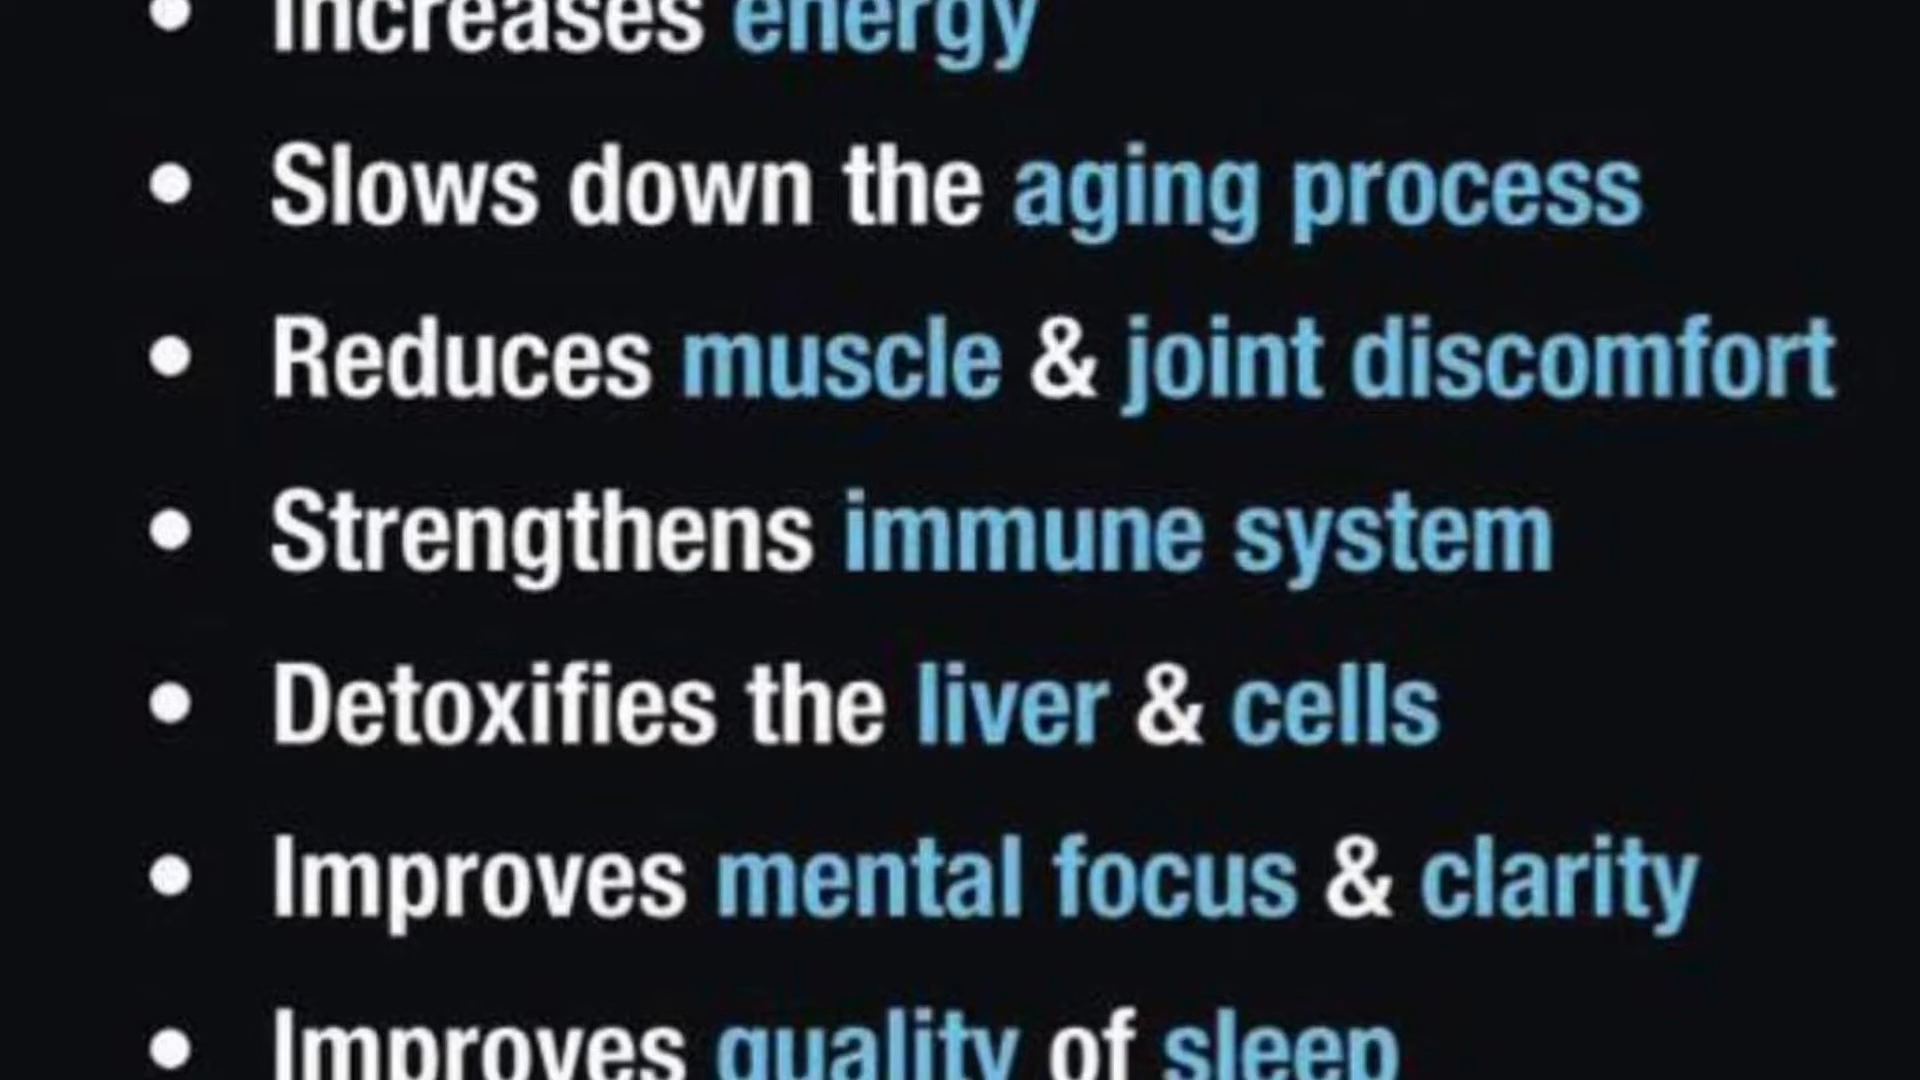 • Increases energy
• Slows down the aging process
• Reduces muscle & joint discomfort
• Strengthens immune system
• Detoxifies the liver & cells
• Improves mental focus & clarity
• Improves quality of sleep